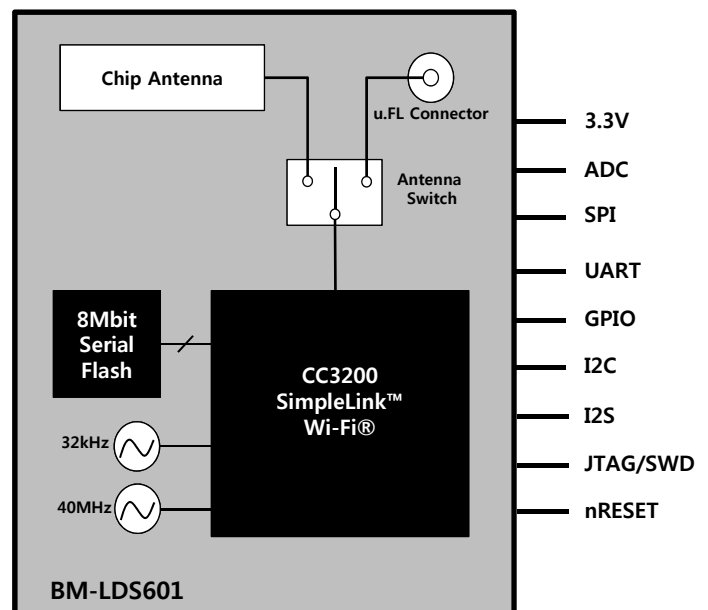 Chip Antenna
u.FL Connector
Antenna
Switch
3.3V
ADC
SPI
UART
GPIO
I2C
I2S
JTAG/SWD
nRESET
8Mbit
Serial
Flash
CC3200
SimpleLink™
Wi-Fi®
32kHz
40MHz
BM-LDS601